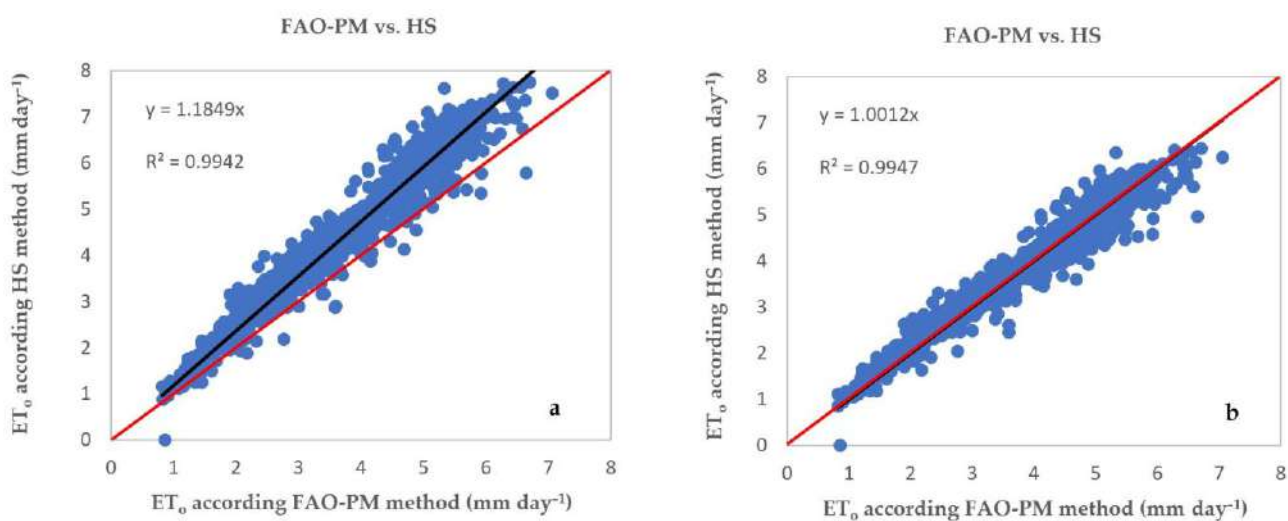 FAO-PM vs. HS
ETo according HS method (mm day⁻¹)
8
7
6
5
4
3
2
1
0
y = 1.1849x
R² = 0.9942
a
0 1 2 3 4 5 6 7 8
ETo according FAO-PM method (mm day⁻¹)
FAO-PM vs. HS
ETo according HS method (mm day⁻¹)
8
7
6
5
4
3
2
1
0
y = 1.0012x
R² = 0.9947
b
0 1 2 3 4 5 6 7 8
ETo according FAO-PM method (mm day⁻¹)